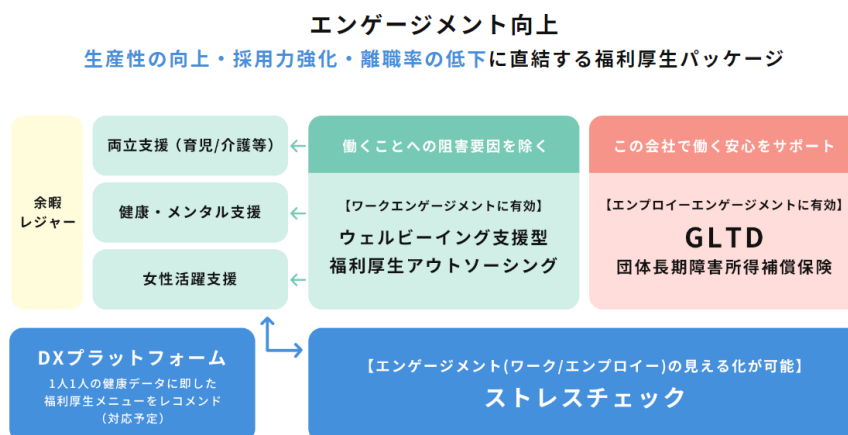 エンゲージメント向上
生産性の向上・採用力強化・離職率の低下に直結する福利厚生パッケージ
余暇
レジャー
両立支援（育児/介護等）
健康・メンタル支援
女性活躍支援
働くことへの阻害要因を除く
【ワークエンゲージメントに有効】
ウェルビーイング支援型
福利厚生アウトソーシング
この会社で働く安心をサポート
【エンプロイーエンゲージメントに有効】
GLTD
団体長期障害所得補償保険
DXプラットフォーム
1人1人の健康データに即した
福利厚生メニューをレコメンド
（対応予定）
【エンゲージメント(ワーク/エンプロイー)の見える化が可能】
ストレスチェック